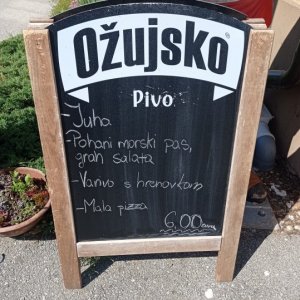 Ožujsko
Pivo
- Juha
- Pohani morski pas,
grah salata
- Varivo s hrenovkom
- Mala pizza
6,00